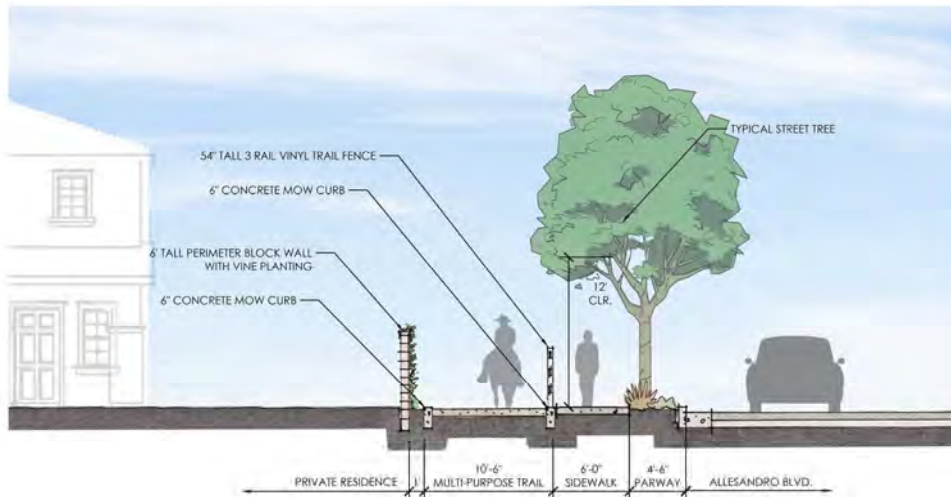 TYPICAL STREET TREE
54" TALL 3 RAIL VINYL TRAIL FENCE
6" CONCRETE MOW CURB
6' TALL PERIMETER BLOCK WALL
WITH VINE PLANTING
6" CONCRETE MOW CURB
12'
CLR.
PRIVATE RESIDENCE
10'-6"
MULTI-PURPOSE TRAIL
6'-0"
SIDEWALK
4'-6"
PARWAY
ALLESANDRO BLVD.